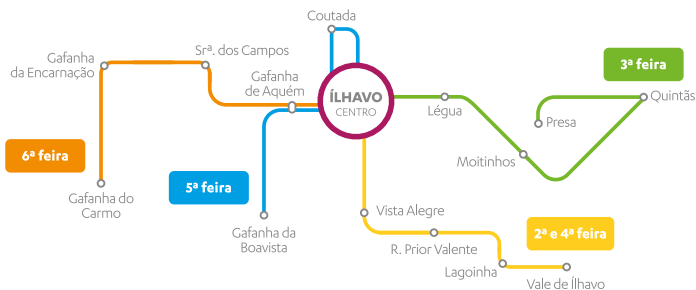 Coutada
Gafanha
da Encarnação
Srª. dos Campos
Gafanha
de Aquém
ÍLHAVO
CENTRO
3ª feira
Légua
Quintãs
Presa
Moitinhos
6ª feira
5ª feira
Gafanha do
Carmo
Gafanha da
Boavista
Vista Alegre
2ª e 4ª feira
R. Prior Valente
Lagoinha
Vale de Ílhavo